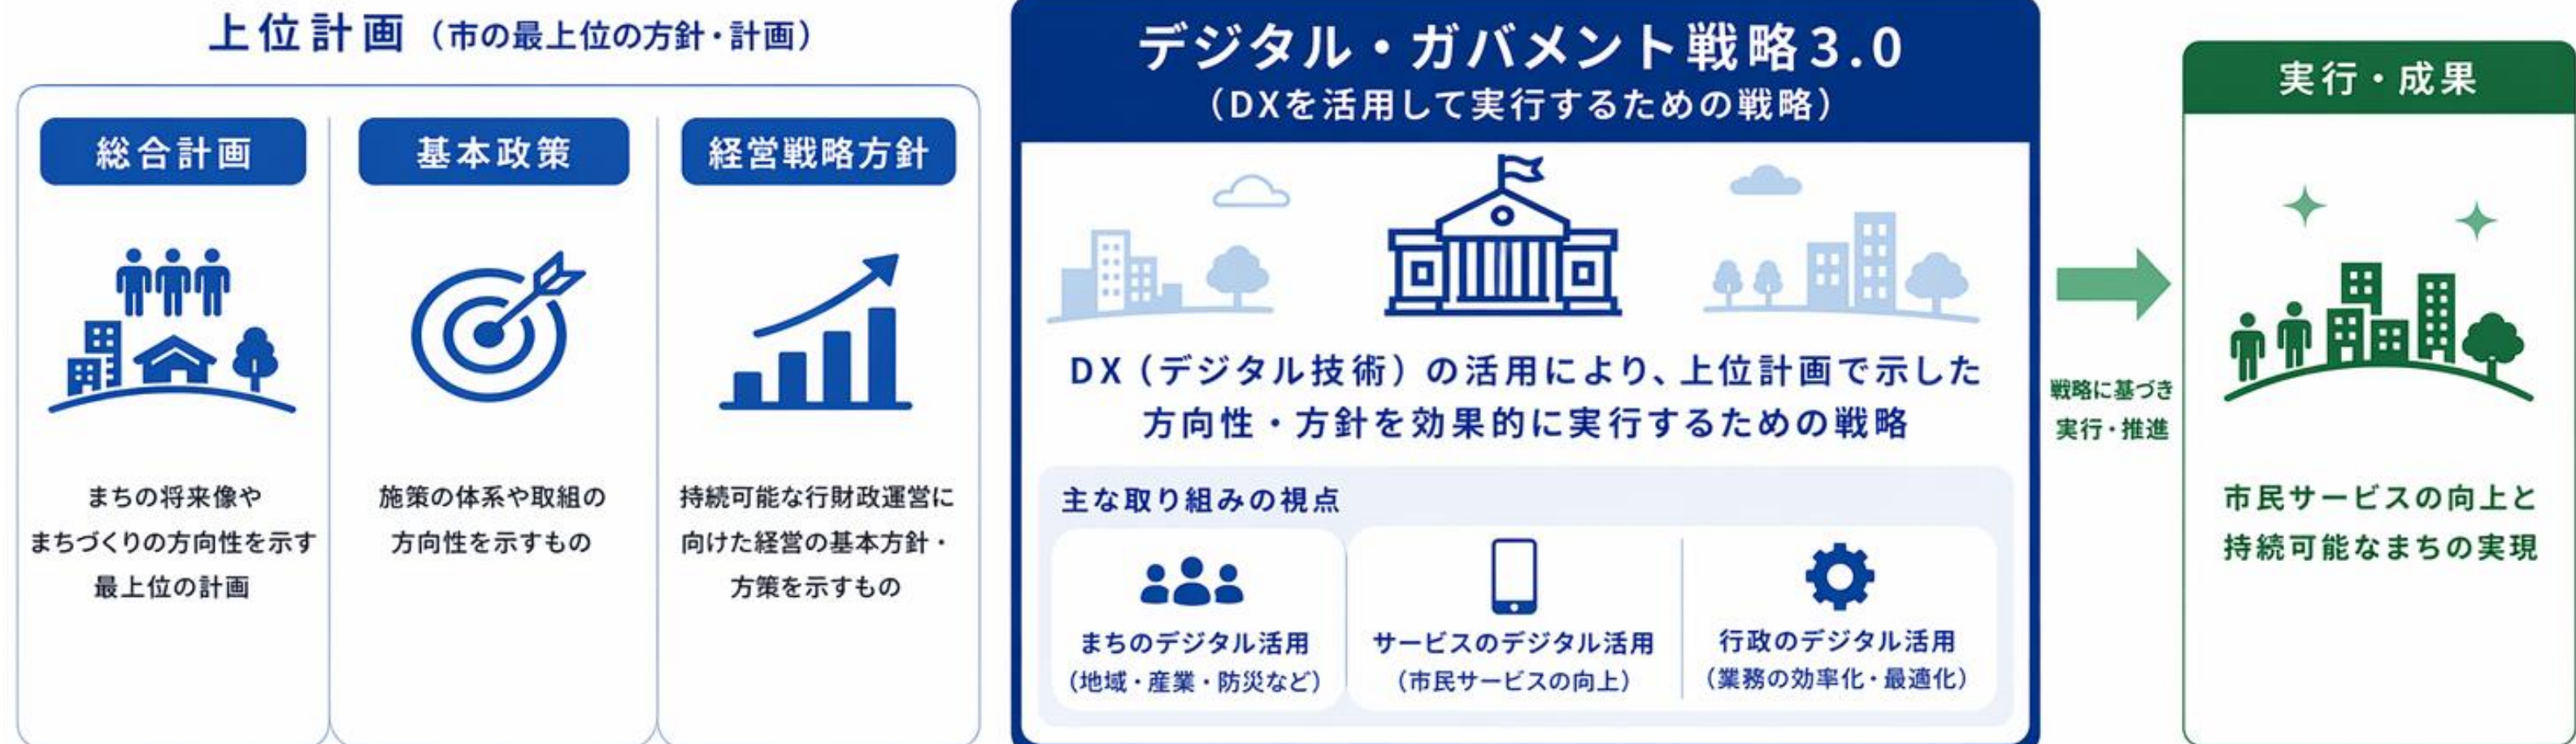 上位計画（市の最上位の方針・計画）
総合計画
まちの将来像や
まちづくりの方向性を示す
最上位の計画
基本政策
施策の体系や取組の
方向性を示すもの
経営戦略方針
持続可能な行財政運営に
向けた経営の基本方針・
方策を示すもの
デジタル・ガバメント戦略3.0
（DXを活用して実行するための戦略）
DX（デジタル技術）の活用により、上位計画で示した
方向性・方針を効果的に実行するための戦略
主な取り組みの視点
まちのデジタル活用
（地域・産業・防災など）
サービスのデジタル活用
（市民サービスの向上）
行政のデジタル活用
（業務の効率化・最適化）
戦略に基づき
実行・推進
実行・成果
市民サービスの向上と
持続可能なまちの実現